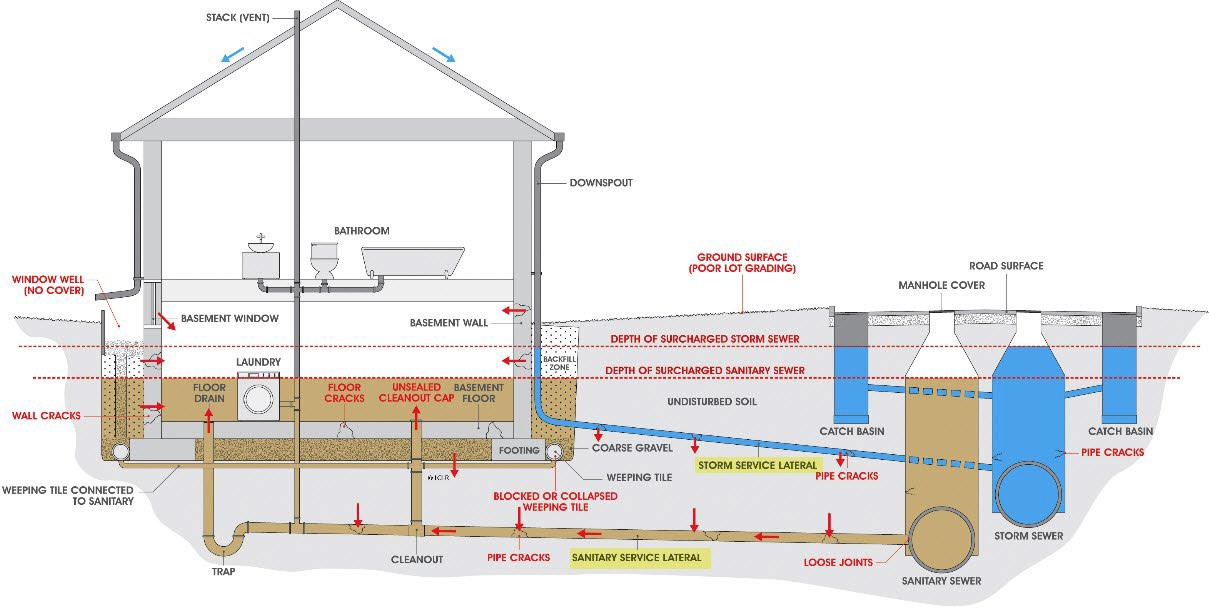 STACK (VENT)
DOWNSPOUT
BATHROOM
WINDOW WELL
(NO COVER)
BASEMENT WINDOW
BASEMENT WALL
GROUND SURFACE
(POOR LOT GRADING)
ROAD SURFACE
MANHOLE COVER
DEPTH OF SURCHARGED STORM SEWER
BACKFILL
ZONE
LAUNDRY
DEPTH OF SURCHARGED SANITARY SEWER
FLOOR
DRAIN
FLOOR
CRACKS
UNSEALED
CLEANOUT CAP
BASEMENT
FLOOR
UNDISTURBED SOIL
WALL CRACKS
CATCH BASIN
CATCH BASIN
FOOTING
COARSE GRAVEL
PIPE CRACKS
STORM SERVICE LATERAL
WEEPING TILE
PIPE CRACKS
WEEPING TILE CONNECTED
TO SANITARY
BLOCKED OR COLLAPSED
WEEPING TILE
STORM SEWER
CLEANOUT
PIPE CRACKS
SANITARY SERVICE LATERAL
LOOSE JOINTS
TRAP
SANITARY SEWER